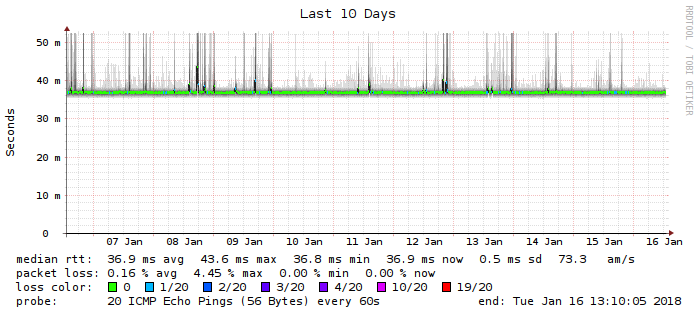 Last 10 Days
RRDTOOL / TOBI OETIKER
Seconds
50 m
40 m
30 m
20 m
10 m
0
07 Jan 08 Jan 09 Jan 10 Jan 11 Jan 12 Jan 13 Jan 14 Jan 15 Jan 16 Jan
median rtt: 36.9 ms avg 43.6 ms max 36.8 ms min 36.9 ms now 0.5 ms sd 73.3 am/s
packet loss: 0.16 % avg 4.45 % max 0.00 % min 0.00 % now
loss color: 0 1/20 2/20 3/20 4/20 10/20 19/20
probe: 20 ICMP Echo Pings (56 Bytes) every 60s end: Tue Jan 16 13:10:05 2018